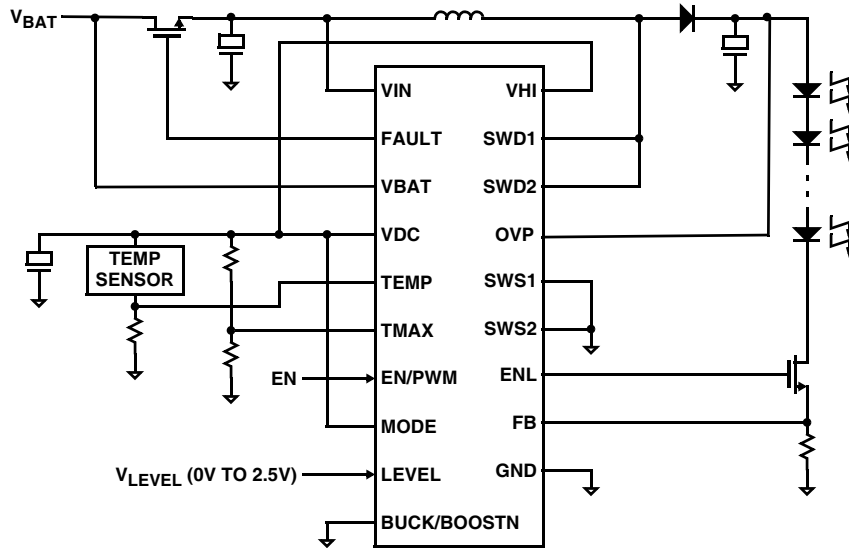 VBAT
VIN
VHI
FAULT
SWD1
VBAT
SWD2
VDC
OVP
TEMP
SENSOR
TEMP
SWS1
TMAX
SWS2
EN
EN/PWM
ENL
MODE
FB
VLEVEL (0V TO 2.5V)
LEVEL
GND
BUCK/BOOSTN